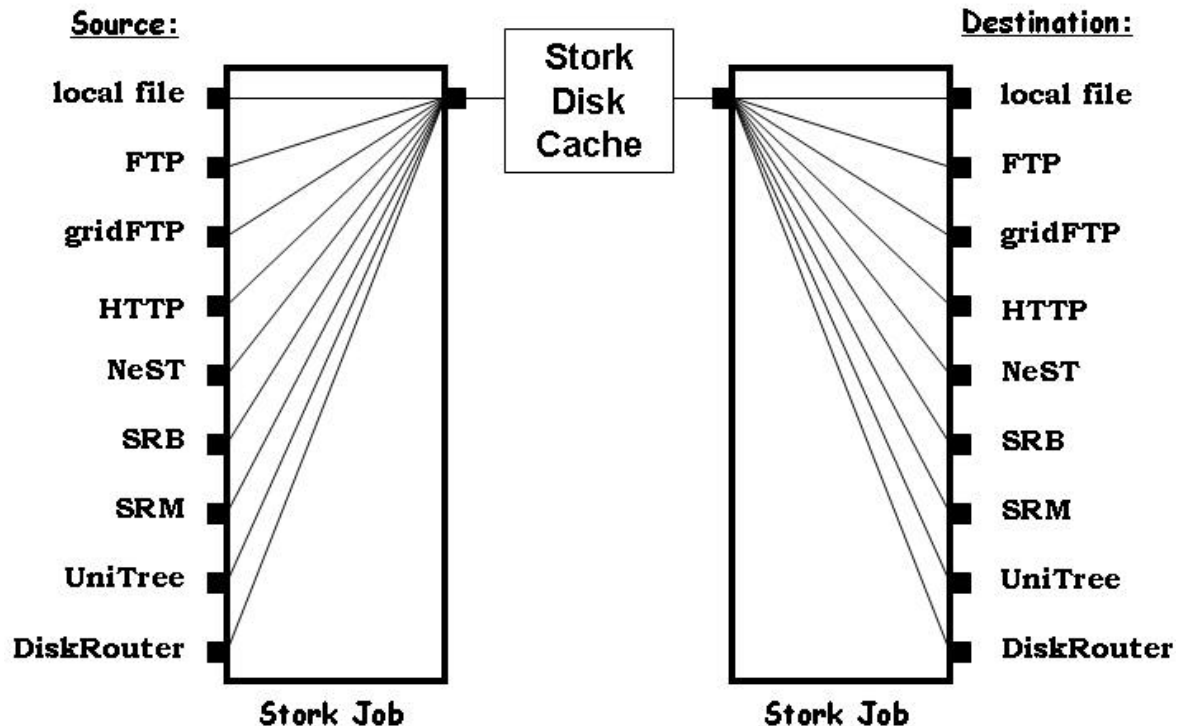 Source:
local file
FTP
gridFTP
HTTP
NeST
SRB
SRM
UniTree
DiskRouter
Stork Job
Stork
Disk
Cache
Destination:
local file
FTP
gridFTP
HTTP
NeST
SRB
SRM
UniTree
DiskRouter
Stork Job